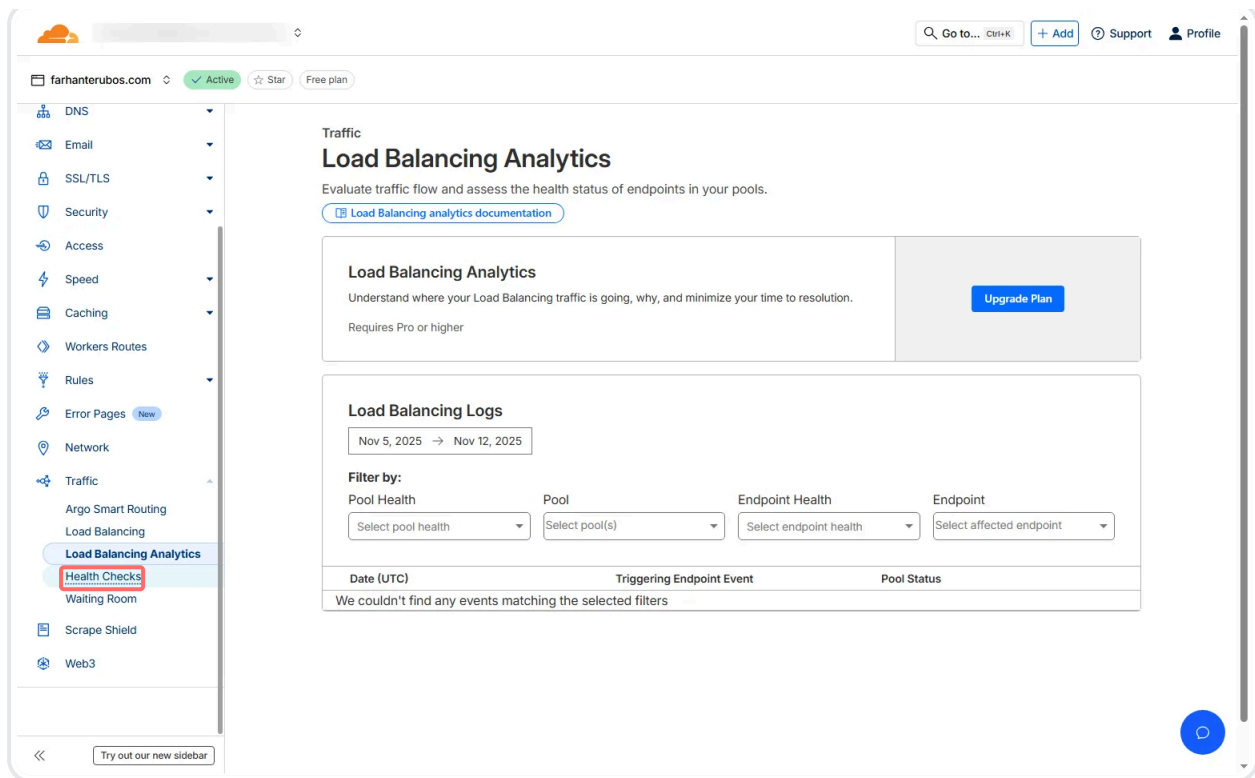 Go to... Ctrl+K
+ Add
Support
Profile
farhanterubos.com
Active
Star
Free plan
DNS
Email
SSL/TLS
Security
Access
Speed
Caching
Workers Routes
Rules
Error Pages New
Network
Traffic
Argo Smart Routing
Load Balancing
Load Balancing Analytics
Health Checks
Waiting Room
Scrape Shield
Web3
Try out our new sidebar
Traffic
Load Balancing Analytics
Evaluate traffic flow and assess the health status of endpoints in your pools.
Load Balancing analytics documentation
Load Balancing Analytics
Understand where your Load Balancing traffic is going, why, and minimize your time to resolution.
Requires Pro or higher
Upgrade Plan
Load Balancing Logs
Nov 5, 2025 → Nov 12, 2025
Filter by:
Pool Health Pool Endpoint Health Endpoint
Select pool health Select pool(s) Select endpoint health Select affected endpoint
Date (UTC) Triggering Endpoint Event Pool Status
We couldn't find any events matching the selected filters